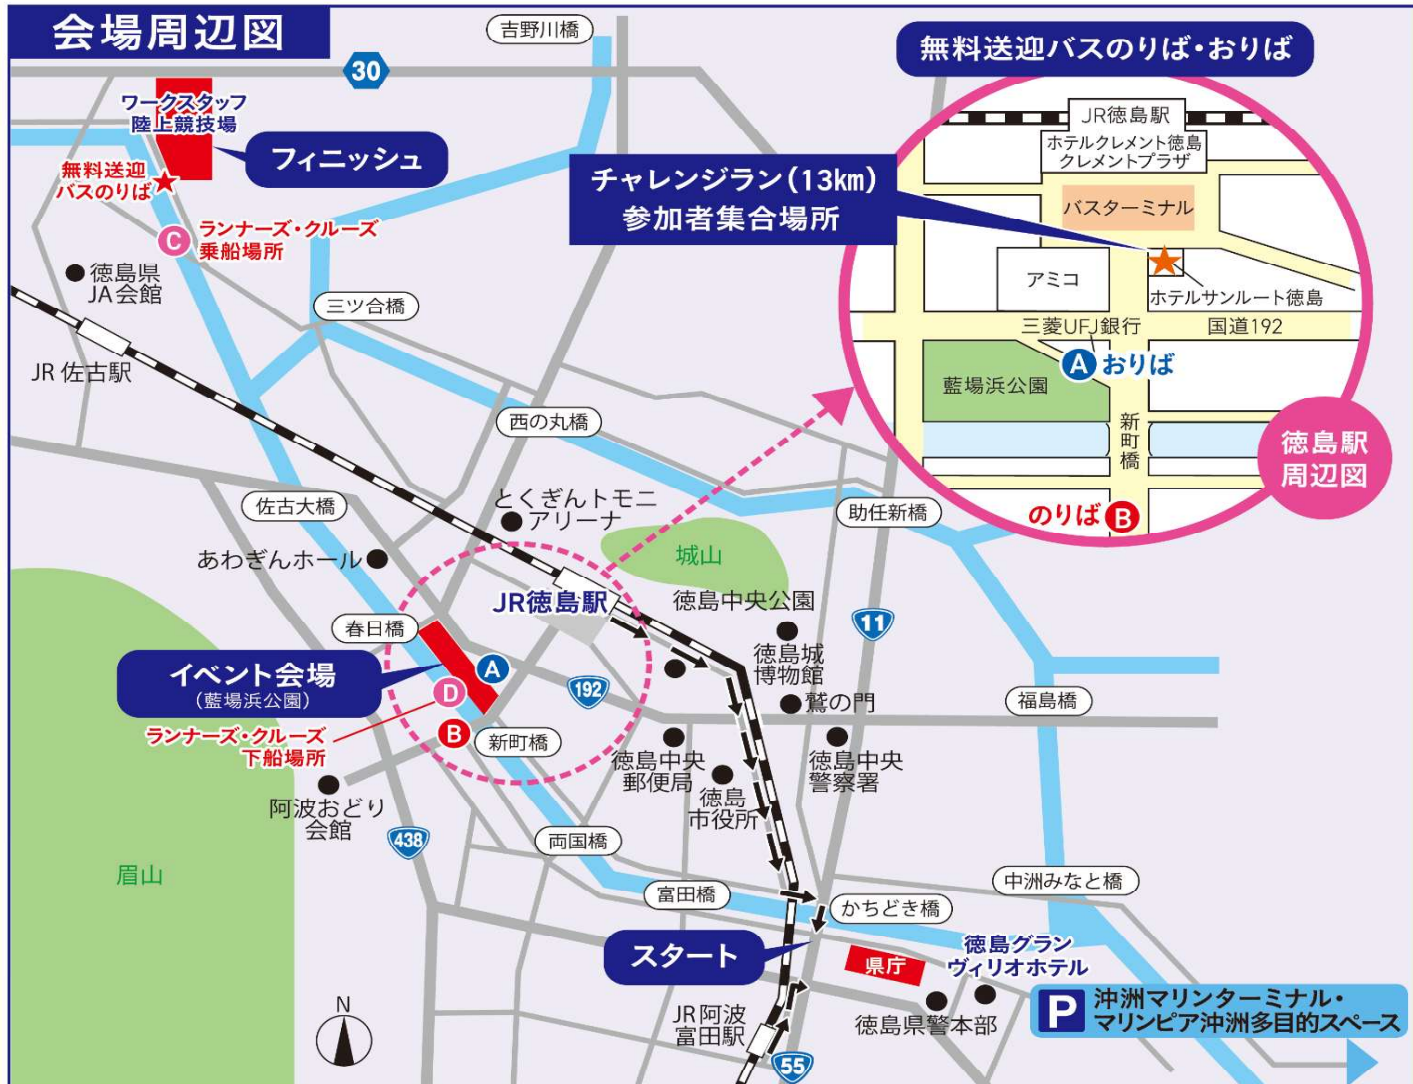 会場周辺図
吉野川橋
30
ワークスタッフ
陸上競技場
フィニッシュ
無料送迎
バスのりば
C
ランナーズ・クルーズ
乗船場所
徳島県
JA会館
三ツ合橋
JR 佐古駅
西の丸橋
佐古大橋
とくぎんトモニ
アリーナ
助任新橋
あわぎんホール
城山
JR徳島駅
徳島中央公園
春日橋
11
徳島城
博物館
イベント会場
(藍場浜公園)
A
D
192
鷲の門
福島橋
ランナーズ・クルーズ
下船場所
B
新町橋
徳島中央
郵便局
徳島
市役所
徳島中央
警察署
阿波おどり
会館
438
両国橋
眉山
富田橋
中洲みなと橋
かちどき橋
スタート
県庁
徳島グラン
ヴィリオホテル
N
JR阿波
富田駅
徳島県警本部
P
沖洲マリンターミナル・
マリンピア沖洲多目的スペース
55
無料送迎バスのりば・おりば
JR徳島駅
ホテルクレメント徳島
クレメントプラザ
チャレンジラン(13km)
参加者集合場所
バスターミナル
アミコ
ホテルサンルート徳島
三菱UFJ銀行
国道192
A おりば
藍場浜公園
新町橋
のりば B
徳島駅
周辺図